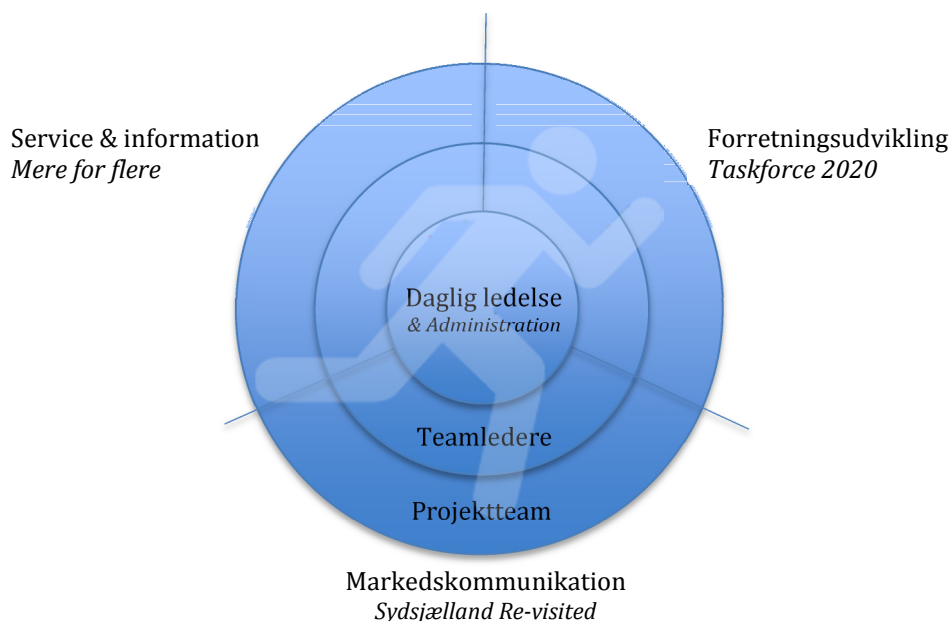 Service & information
Mere for flere
Forretningsudvikling
Taskforce 2020
Daglig ledelse
& Administration
Teamledere
Projektteam
Markedskommunikation
Sydsjælland Re-visited